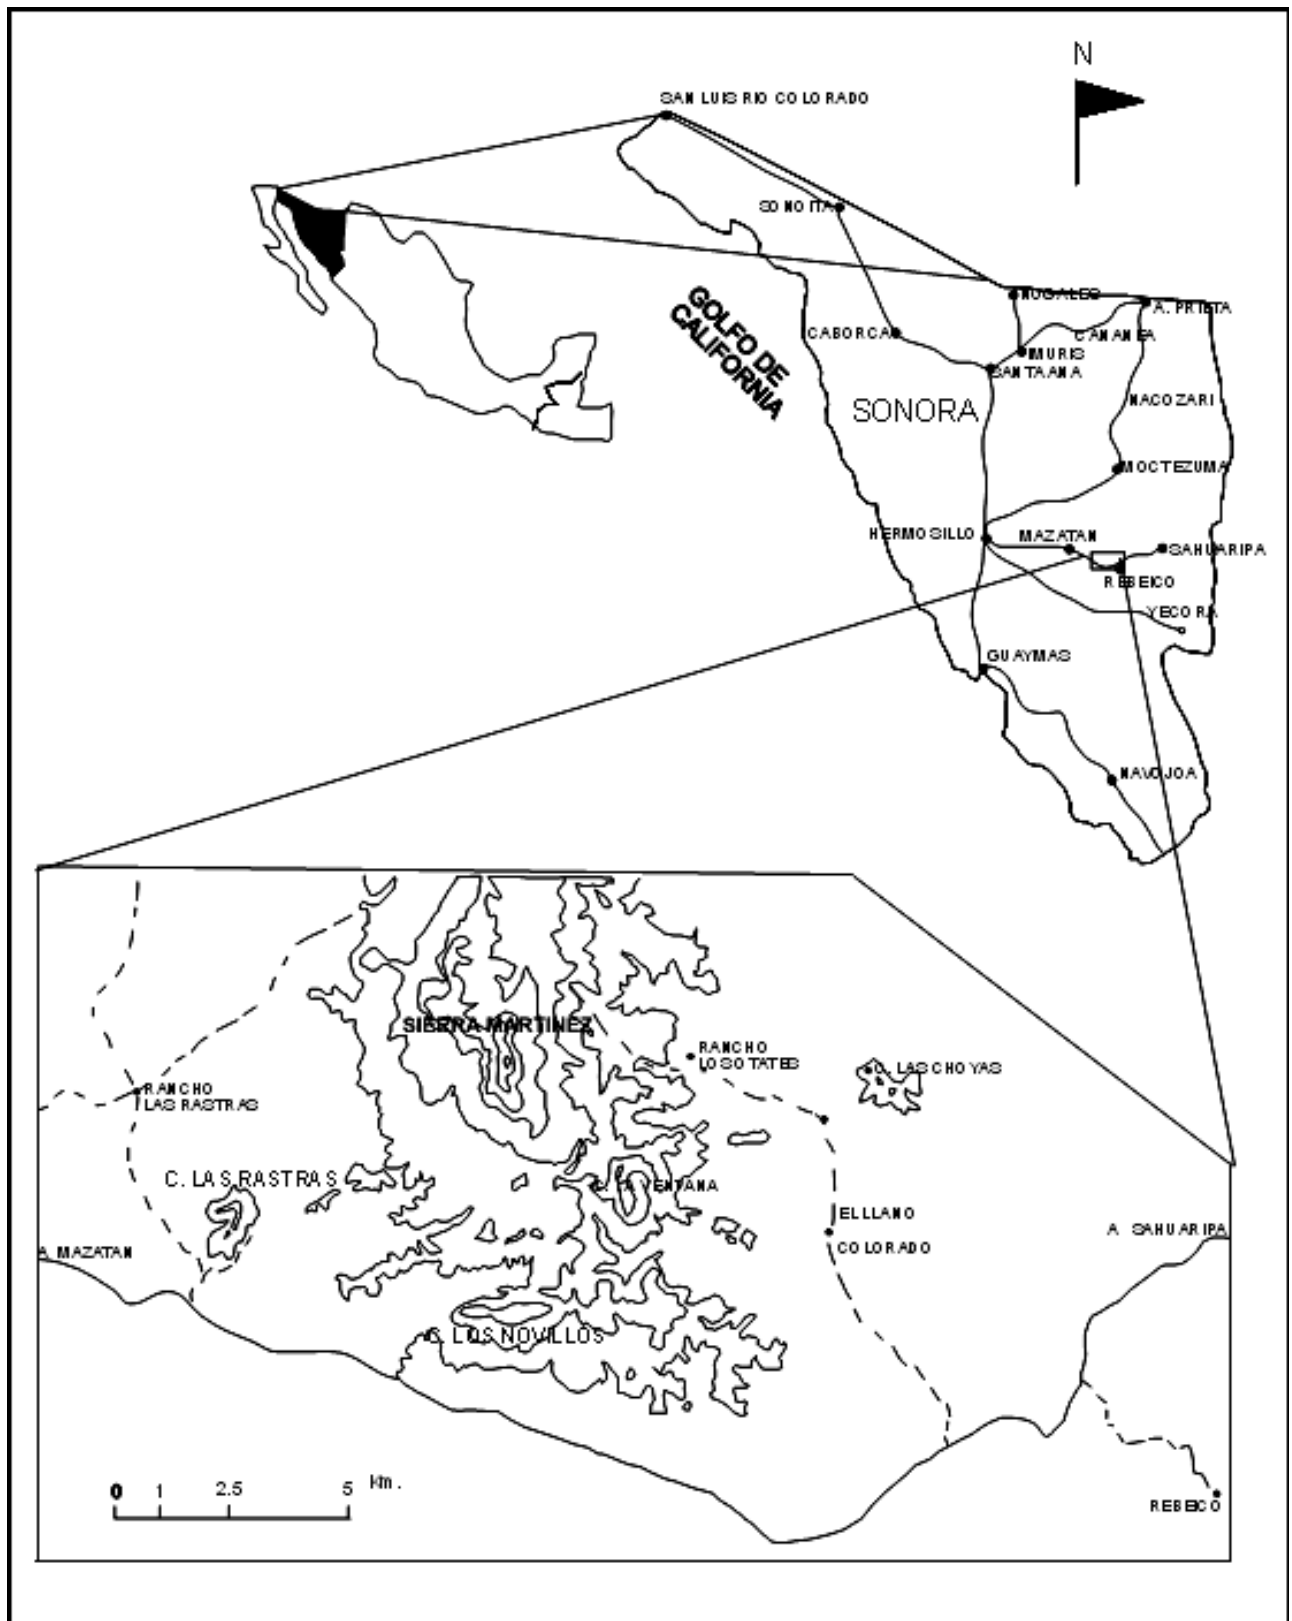 N
SAN LUIS RIO COLORADO
SONOITA
NOGALES
A. PRIETA
GOLFO DE
CALIFORNIA
CABORCA
CANANEA
IMURIS
SANTA ANA
NACOZARI
SONORA
MOCTEZUMA
HERMOSILLO
MAZATAN
SAHUARIPA
REBEICO
YECORA
GUAYMAS
NAVOJOA
SIERRA MARTINEZ
RANCHO
LOS OTATES
C. LAS CHOYAS
RANCHO
LAS RASTRAS
C. LAS RASTRAS
C. LA VENTANA
EL LLANO
COLORADO
A SAHUARIPA
A MAZATAN
C. LOS NOVILLOS
0 1 2.5 5 Km.
REBEICO